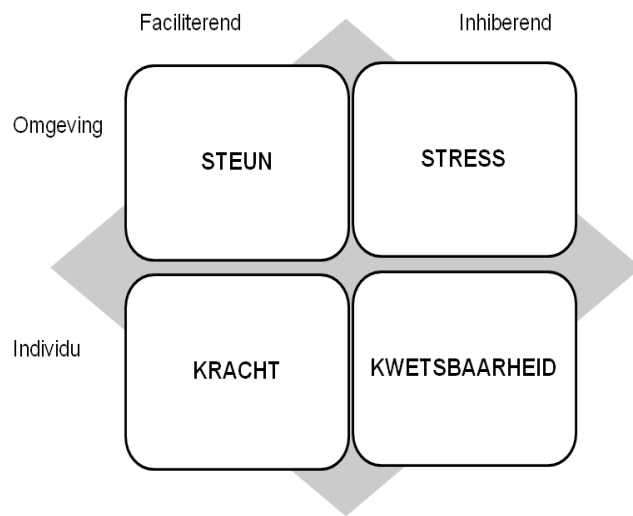 Faciliterend
Inhiberend
Omgeving
STEUN
STRESS
Individu
KRACHT
KWETSBAARHEID